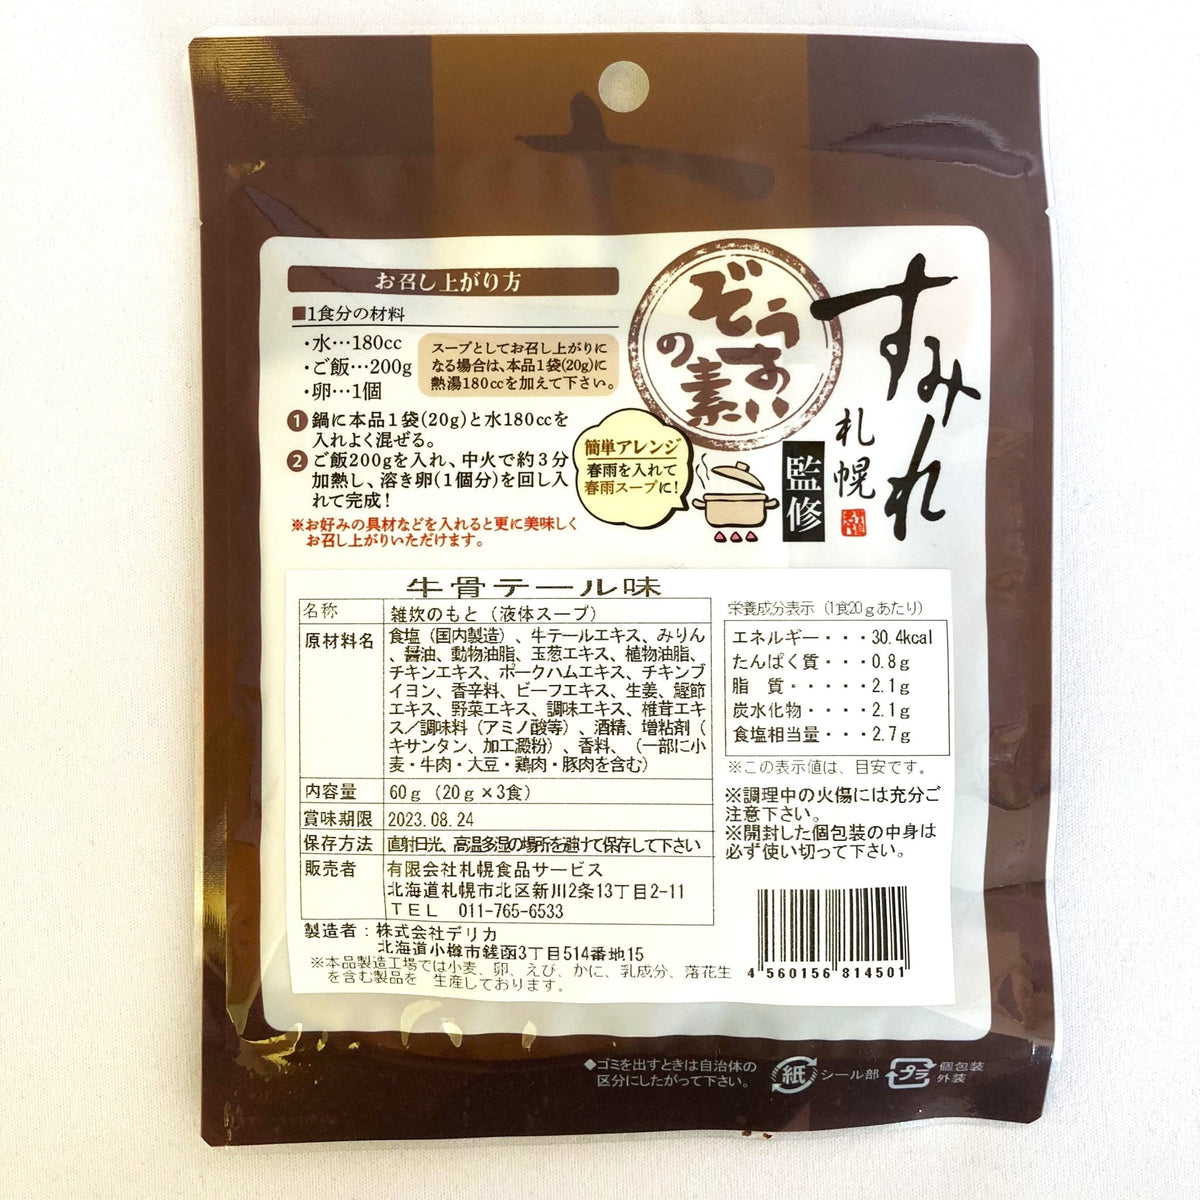 すみれ
札幌
監修
ぞうすい
の素
お召し上がり方
■1食分の材料
・水…180cc
・ご飯…200g
・卵…1個
スープとしてお召し上がりに
なる場合は、本品1袋(20g)に
熱湯180ccを加えて下さい。
❶鍋に本品1袋(20g)と水180ccを
入れよく混ぜる。
❷ご飯200gを入れ、中火で約3分
加熱し、溶き卵(1個分)を回し入
れて完成!
※お好みの具材などを入れると更に美味しく
お召し上がりいただけます。
簡単アレンジ
春雨を入れて
春雨スープに!
牛骨テール味
名称 雑炊のもと（液体スープ）
原材料名 食塩（国内製造）、牛テールエキス、みりん
、醤油、動物油脂、玉葱エキス、植物油脂、
チキンエキス、ポークハムエキス、チキンブ
イヨン、香辛料、ビーフエキス、生姜、鰹節
エキス、野菜エキス、調味エキス、椎茸エキ
ス／調味料（アミノ酸等）、酒精、増粘剤（
キサンタン、加工澱粉）、香料、（一部に小
麦・牛肉・大豆・鶏肉・豚肉を含む）
内容量 60g（20g×3食）
賞味期限 2023.08.24
保存方法 直射日光、高温多湿の場所を避けて保存して下さい
販売者 有限会社札幌食品サービス
北海道札幌市北区新川2条13丁目2-11
TEL 011-765-6533
製造者：株式会社デリカ
北海道小樽市銭函3丁目514番地15
※本品製造工場では小麦、卵、えび、かに、乳成分、落花生
を含む製品を 生産しております。
栄養成分表示（1食20gあたり）
エネルギー・・・30.4kcal
たんぱく質・・・0.8g
脂 質・・・・・2.1g
炭水化物・・・・2.1g
食塩相当量・・・2.7g
※この表示値は、目安です。
※調理中の火傷には充分ご
注意下さい。
※開封した個包装の中身は
必ず使い切って下さい。
4 560156 814501
◆ゴミを出すときは自治体の
区分にしたがって下さい。
紙 シール部
プラ 個包装
外装